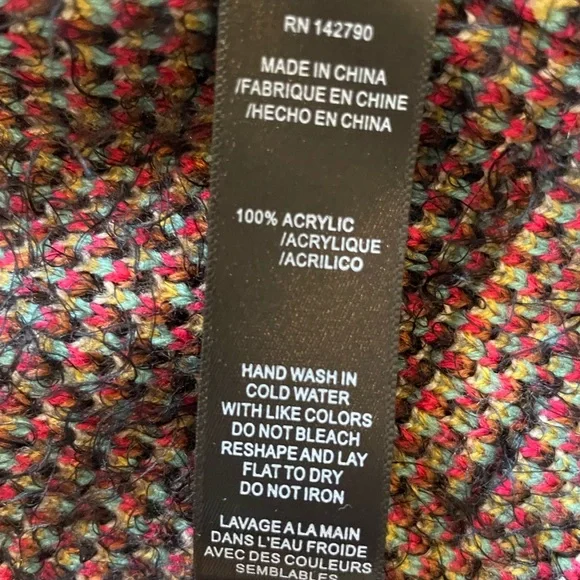 RN 142790
MADE IN CHINA
/FABRIQUE EN CHINE
/HECHO EN CHINA
100% ACRYLIC
/ACRYLIQUE
/ACRILICO
HAND WASH IN
COLD WATER
WITH LIKE COLORS
DO NOT BLEACH
RESHAPE AND LAY
FLAT TO DRY
DO NOT IRON
LAVAGE A LA MAIN
DANS L'EAU FROIDE
AVEC DES COULEURS
SEMBLABLES